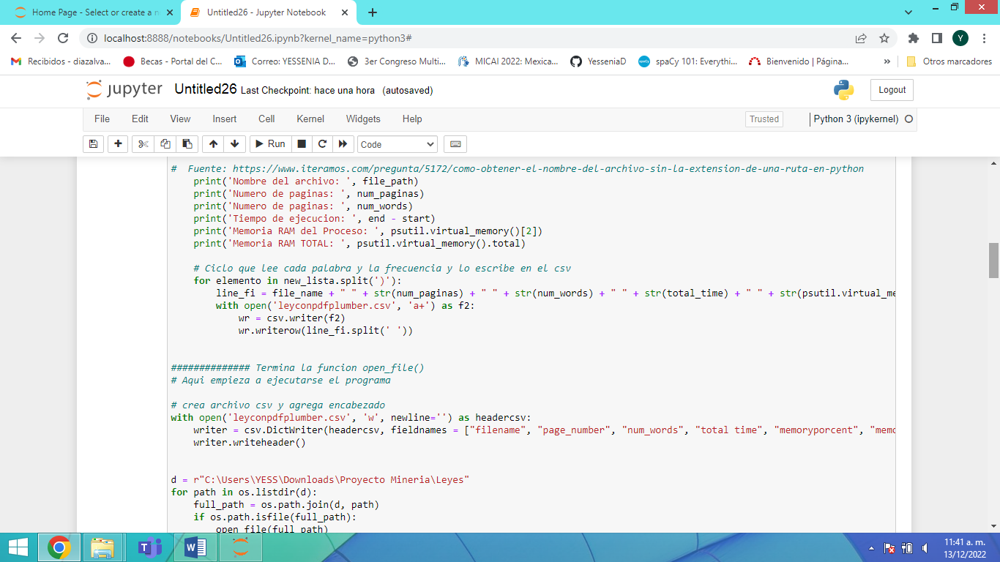 Home Page - Select or create a n
Untitled26 - Jupyter Notebook
localhost:8888/notebooks/Untitled26.ipynb?kernel_name=python3#
Y
Recibidos - diazalva...
Becas - Portal del C...
Correo: YESSENIA D...
3er Congreso Multi...
MICAI 2022: Mexica...
YesseniaD
spaCy 101: Everythi...
Bienvenido | Página...
»
Otros marcadores
jupyter Untitled26 Last Checkpoint: hace una hora (autosaved)
Logout
File Edit View Insert Cell Kernel Widgets Help
Trusted
Python 3 (ipykernel)
Run
Code
#  Fuente: https://www.iteramos.com/pregunta/5172/como-obtener-el-nombre-del-archivo-sin-la-extension-de-una-ruta-en-python
    print('Nombre del archivo: ', file_path)
    print('Numero de paginas: ', num_paginas)
    print('Numero de paginas: ', num_words)
    print('Tiempo de ejecucion: ', end - start)
    print('Memoria RAM del Proceso: ', psutil.virtual_memory()[2])
    print('Memoria RAM TOTAL: ', psutil.virtual_memory().total)
    # Ciclo que lee cada palabra y la frecuencia y lo escribe en el csv
    for elemento in new_lista.split(')'):
        line_fi = file_name + " " + str(num_paginas) + " " + str(num_words) + " " + str(total_time) + " " + str(psutil.virtual_me
        with open('leyconpdfplumber.csv', 'a+') as f2:
            wr = csv.writer(f2)
            wr.writerow(line_fi.split(' '))
############## Termina la funcion open_file()
# Aqui empieza a ejecutarse el programa
# crea archivo csv y agrega encabezado
with open('leyconpdfplumber.csv', 'w', newline='') as headercsv:
    writer = csv.DictWriter(headercsv, fieldnames = ["filename", "page_number", "num_words", "total time", "memoryporcent", "memo
    writer.writeheader()
d = r"C:\Users\YESS\Downloads\Proyecto Mineria\Leyes"
for path in os.listdir(d):
    full_path = os.path.join(d, path)
    if os.path.isfile(full_path):
        open_file(full_path)
11:41 a. m.
13/12/2022